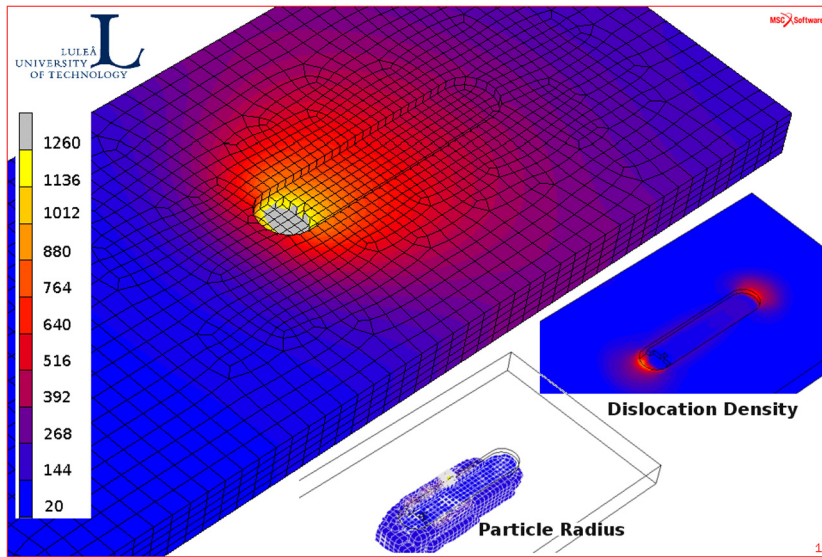 MSC Software
L
LULEÅ
UNIVERSITY
OF TECHNOLOGY
1260
1136
1012
880
764
640
516
392
268
144
20
Dislocation Density
Particle Radius
1